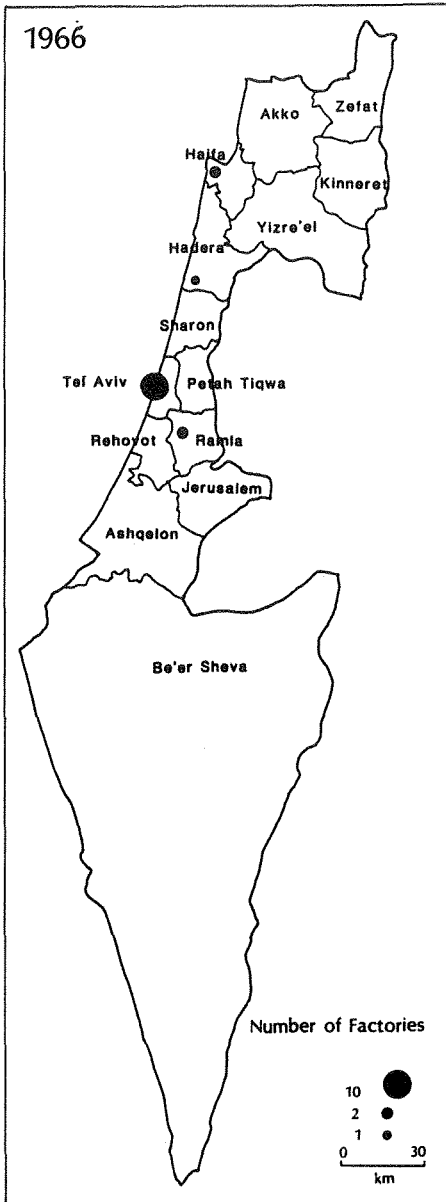 1966
Zefat
Akko
Haifa
Kinneret
Yizre'el
Hadera
Sharon
Tel Aviv
Petah Tiqwa
Rehovot
Ramla
Jerusalem
Ashqelon
Be'er Sheva
Number of Factories
10
2
1
0 30
km